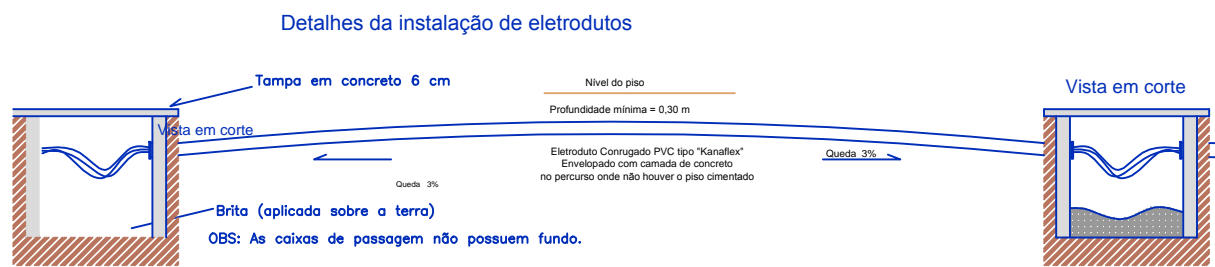 Detalhes da instalação de eletrodutos
Tampa em concreto 6 cm
Nível do piso
Vista em corte
Profundidade mínima = 0,30 m
Vista em corte
Eletroduto Conrugado PVC tipo "Kanaflex"
Envelopado com camada de concreto
no percurso onde não houver o piso cimentado
Queda 3%
Queda 3%
Brita (aplicada sobre a terra)
OBS: As caixas de passagem não possuem fundo.